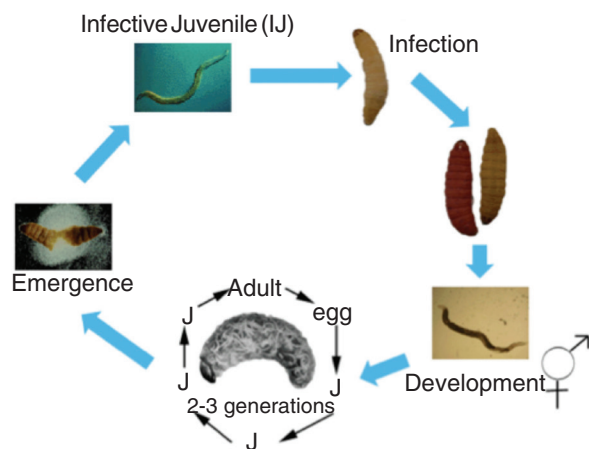 Infective Juvenile (IJ)
Infection
Emergence
Adult
J
egg
J
J
2-3 generations
J
Development